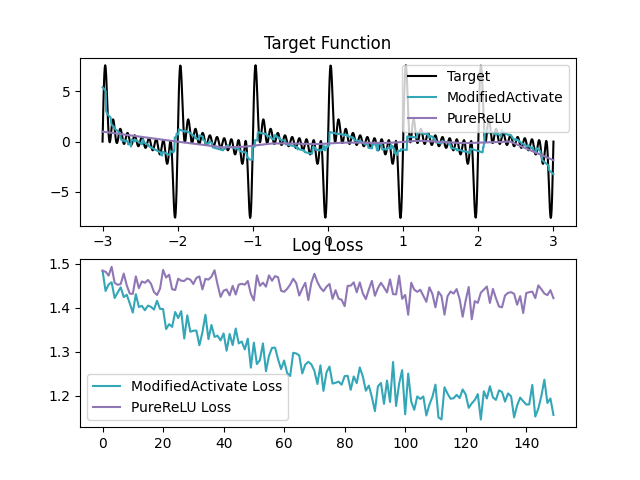 Target Function
5
0
−5
Target
ModifiedActivate
PureReLU
−3 −2 −1 0 1 2 3
Log Loss
1.5
1.4
1.3
1.2
ModifiedActivate Loss
PureReLU Loss
0 20 40 60 80 100 120 140